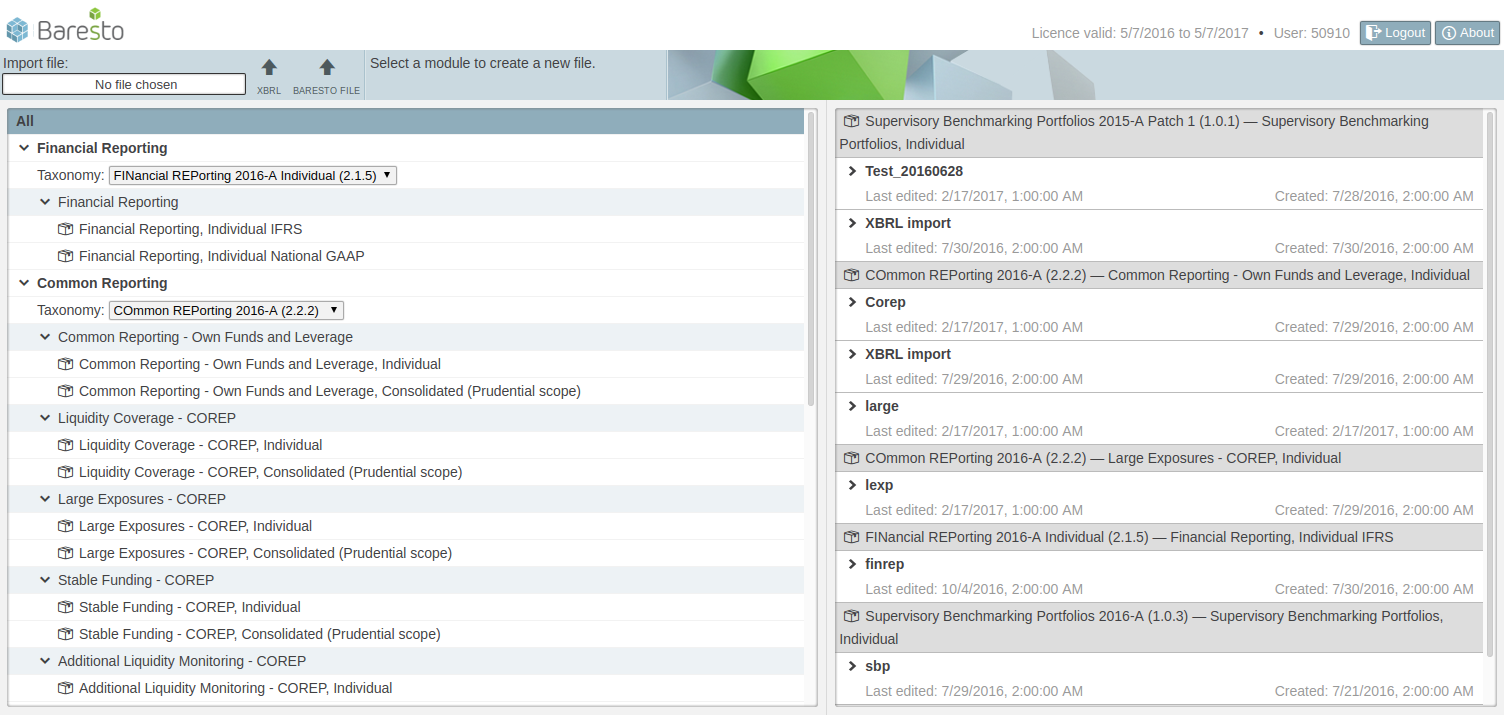 Baresto
Licence valid: 5/7/2016 to 5/7/2017 • User: 50910 Logout About
Import file:
No file chosen
XBRL
BARESTO FILE
Select a module to create a new file.
All
Financial Reporting
Taxonomy: FINancial REPorting 2016-A Individual (2.1.5)
Financial Reporting
Financial Reporting, Individual IFRS
Financial Reporting, Individual National GAAP
Common Reporting
Taxonomy: COmmon REPorting 2016-A (2.2.2)
Common Reporting - Own Funds and Leverage
Common Reporting - Own Funds and Leverage, Individual
Common Reporting - Own Funds and Leverage, Consolidated (Prudential scope)
Liquidity Coverage - COREP
Liquidity Coverage - COREP, Individual
Liquidity Coverage - COREP, Consolidated (Prudential scope)
Large Exposures - COREP
Large Exposures - COREP, Individual
Large Exposures - COREP, Consolidated (Prudential scope)
Stable Funding - COREP
Stable Funding - COREP, Individual
Stable Funding - COREP, Consolidated (Prudential scope)
Additional Liquidity Monitoring - COREP
Additional Liquidity Monitoring - COREP, Individual
Supervisory Benchmarking Portfolios 2015-A Patch 1 (1.0.1) — Supervisory Benchmarking
Portfolios, Individual
Test_20160628
Last edited: 2/17/2017, 1:00:00 AM Created: 7/28/2016, 2:00:00 AM
XBRL import
Last edited: 7/30/2016, 2:00:00 AM Created: 7/30/2016, 2:00:00 AM
COmmon REPorting 2016-A (2.2.2) — Common Reporting - Own Funds and Leverage, Individual
Corep
Last edited: 2/17/2017, 1:00:00 AM Created: 7/29/2016, 2:00:00 AM
XBRL import
Last edited: 7/29/2016, 2:00:00 AM Created: 7/29/2016, 2:00:00 AM
large
Last edited: 2/17/2017, 1:00:00 AM Created: 2/17/2017, 1:00:00 AM
COmmon REPorting 2016-A (2.2.2) — Large Exposures - COREP, Individual
lexp
Last edited: 2/17/2017, 1:00:00 AM Created: 7/29/2016, 2:00:00 AM
FINancial REPorting 2016-A Individual (2.1.5) — Financial Reporting, Individual IFRS
finrep
Last edited: 10/4/2016, 2:00:00 AM Created: 7/30/2016, 2:00:00 AM
Supervisory Benchmarking Portfolios 2016-A (1.0.3) — Supervisory Benchmarking Portfolios,
Individual
sbp
Last edited: 7/29/2016, 2:00:00 AM Created: 7/21/2016, 2:00:00 AM